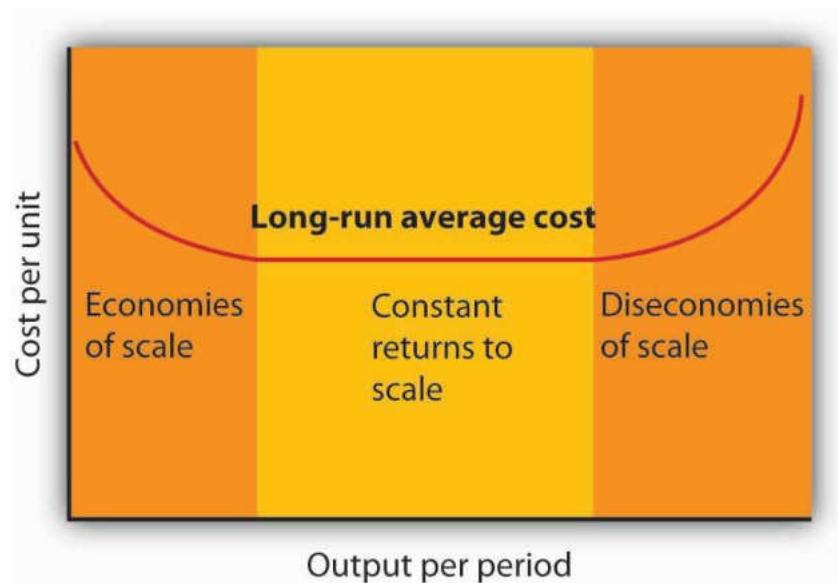 Cost per unit
Long-run average cost
Economies
of scale
Constant
returns to
scale
Diseconomies
of scale
Output per period